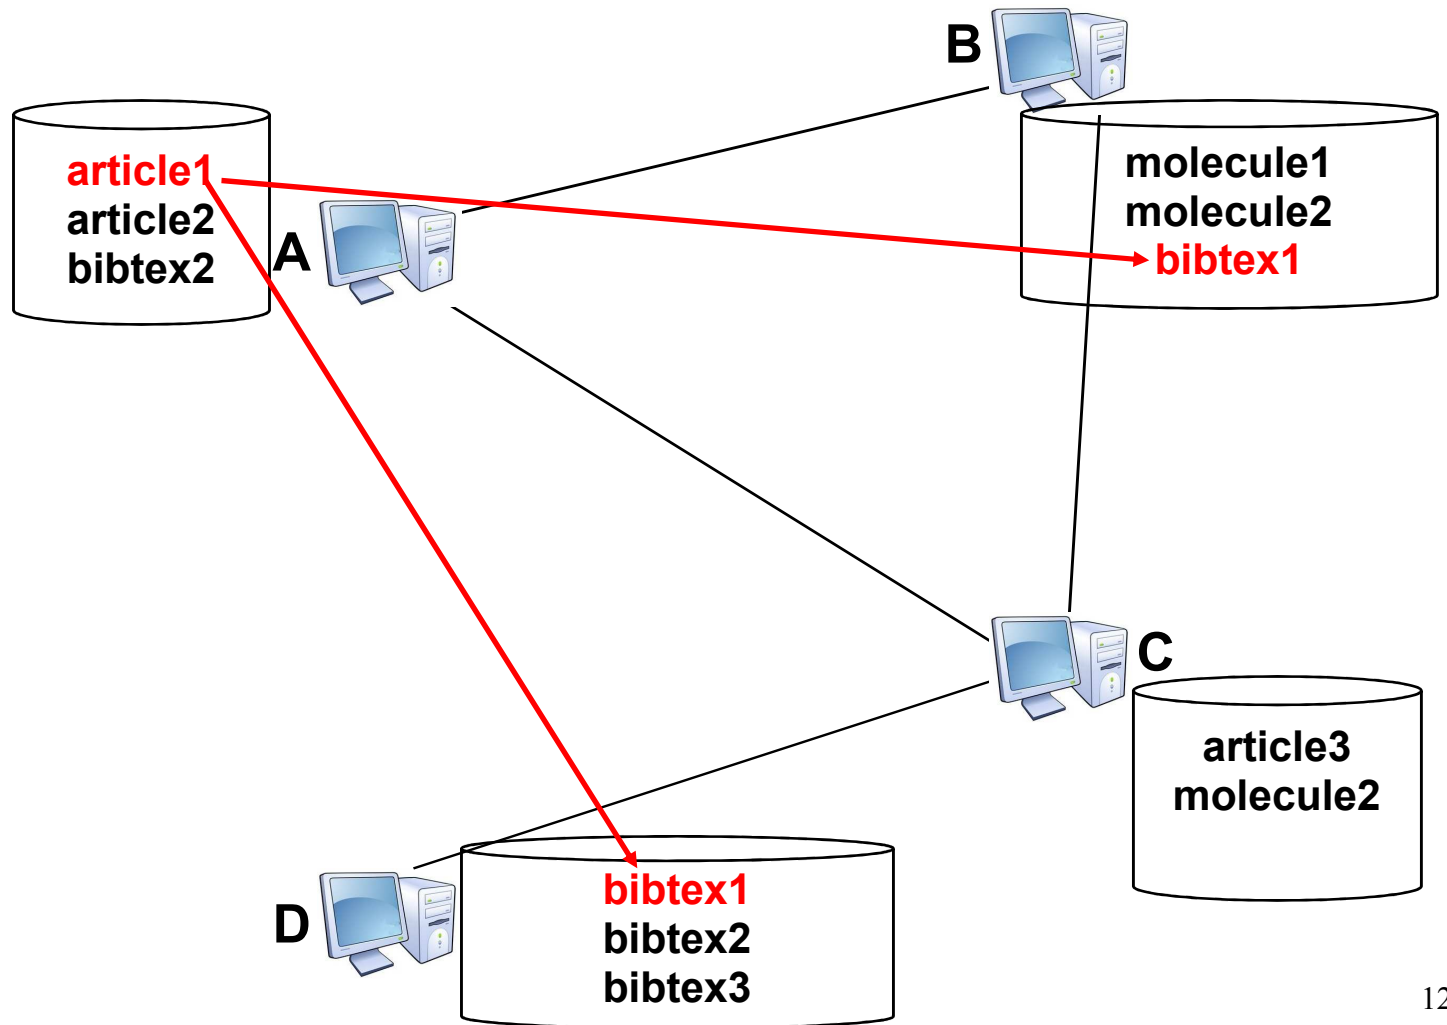 B
article1
article2
bibtex2
A
molecule1
molecule2
bibtex1
C
article3
molecule2
D
bibtex1
bibtex2
bibtex3
12